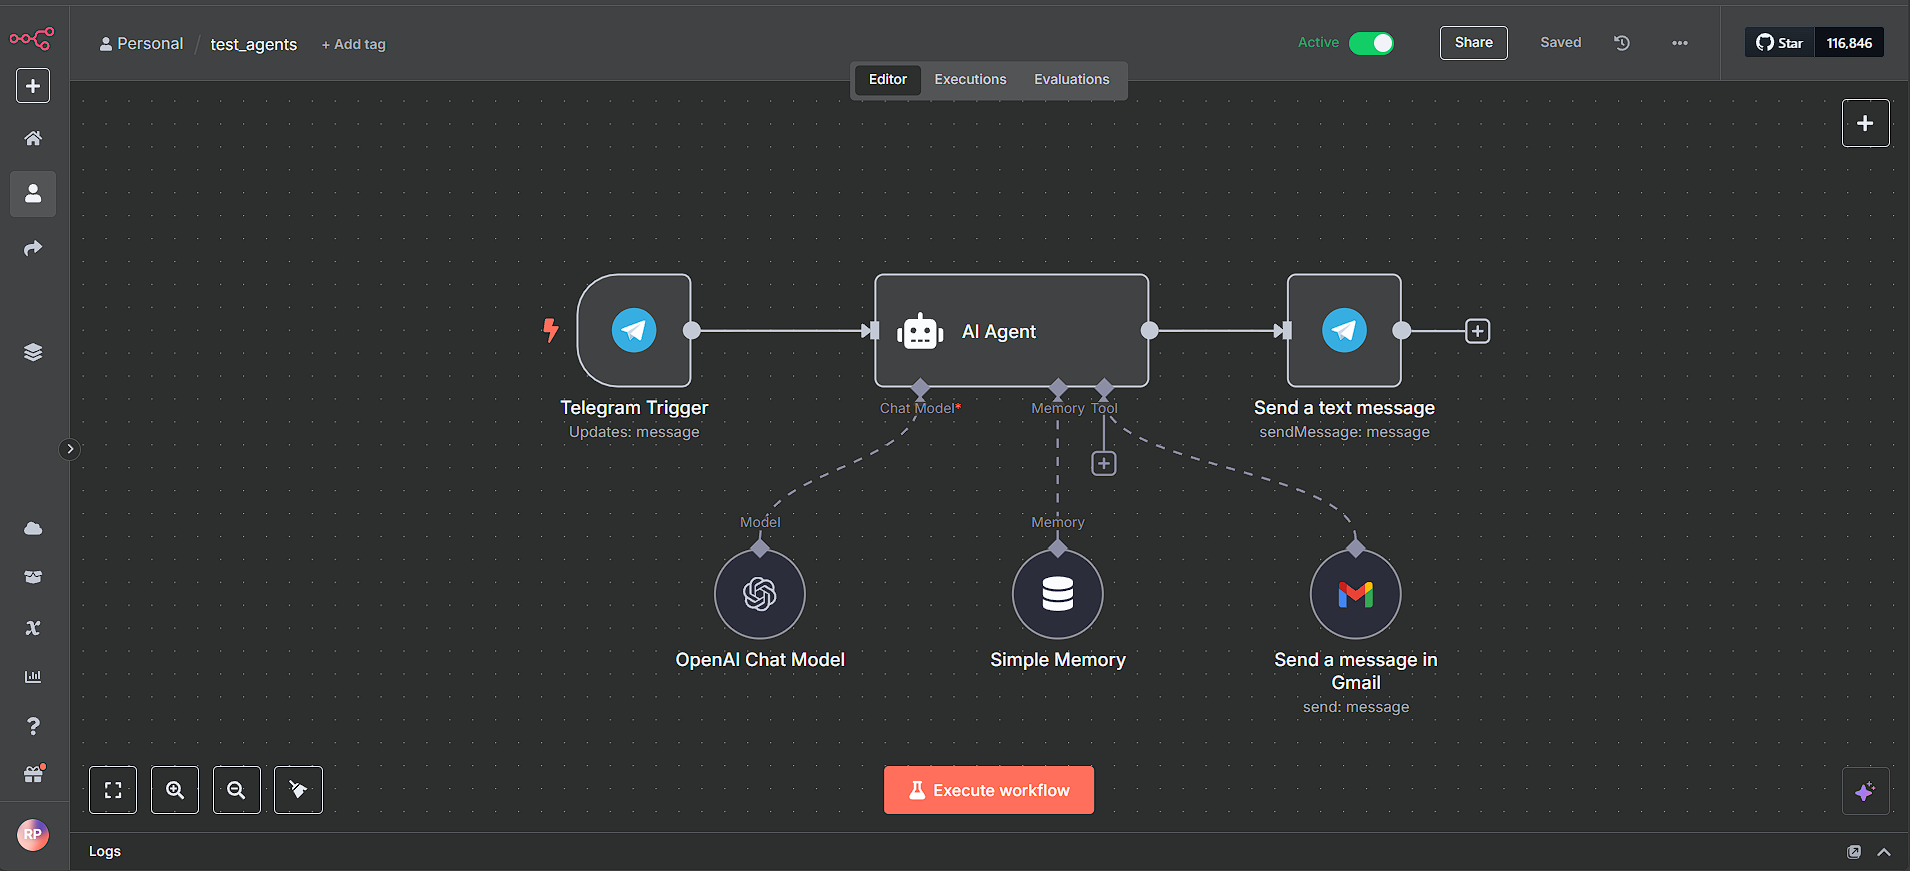 Personal / test_agents + Add tag
Active
Share
Saved
Star
116,846
Editor
Executions
Evaluations
AI Agent
Telegram Trigger
Updates: message
Chat Model*
Memory
Tool
Send a text message
sendMessage: message
Model
Memory
OpenAI Chat Model
Simple Memory
Send a message in
Gmail
send: message
Execute workflow
RP
Logs